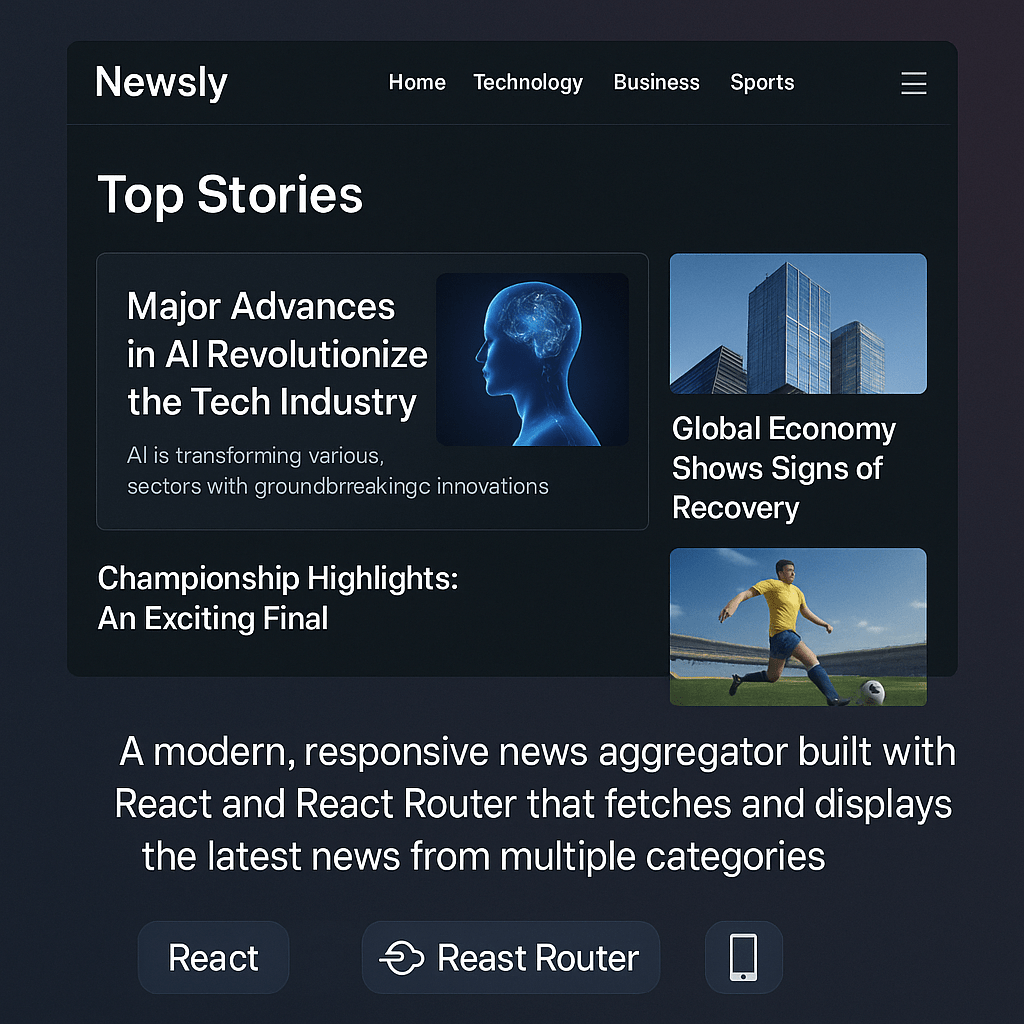 Newsly
Home Technology Business Sports
Top Stories
Major Advances
in AI Revolutionize
the Tech Industry
AI is transforming various,
sectors with groundbrreakingc innovations
Global Economy
Shows Signs of
Recovery
Championship Highlights:
An Exciting Final
A modern, responsive news aggregator built with
React and React Router that fetches and displays
the latest news from multiple categories
React
Reast Router